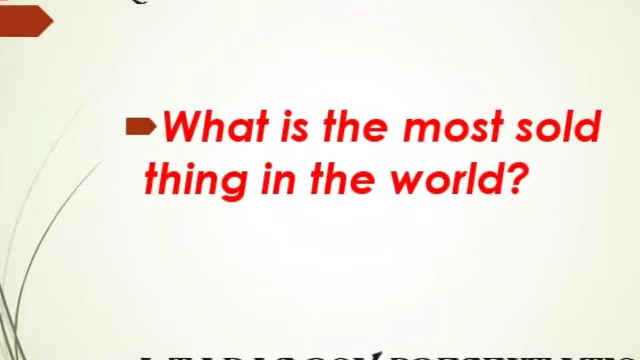 What is the most sold
thing in the world?